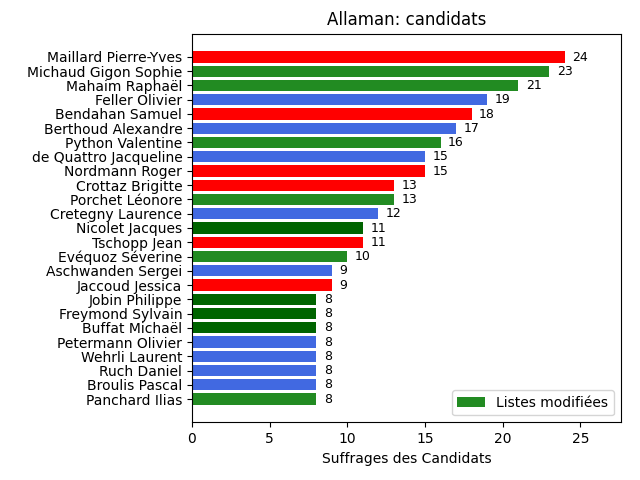 Allaman: candidats
Maillard Pierre-Yves 24
Michaud Gigon Sophie 23
Mahaim Raphaël 21
Feller Olivier 19
Bendahan Samuel 18
Berthoud Alexandre 17
Python Valentine 16
de Quattro Jacqueline 15
Nordmann Roger 15
Crottaz Brigitte 13
Porchet Léonore 13
Cretegny Laurence 12
Nicolet Jacques 11
Tschopp Jean 11
Evéquoz Séverine 10
Aschwanden Sergei 9
Jaccoud Jessica 9
Jobin Philippe 8
Freymond Sylvain 8
Buffat Michaël 8
Petermann Olivier 8
Wehrli Laurent 8
Ruch Daniel 8
Broulis Pascal 8
Panchard Ilias 8
Listes modifiées
0 5 10 15 20 25
Suffrages des Candidats